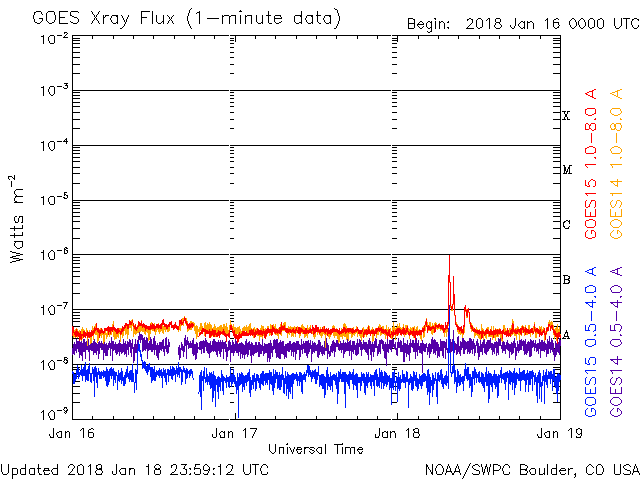 GOES Xray Flux (1-minute data)
Begin: 2018 Jan 16 0000 UTC
10-2
10-3
10-4
10-5
10-6
10-7
10-8
10-9
Watts m-2
X
M
C
B
A
GOES15 1.0-8.0 A
GOES14 1.0-8.0 A
GOES15 0.5-4.0 A
GOES14 0.5-4.0 A
Jan 16
Jan 17
Jan 18
Jan 19
Universal Time
Updated 2018 Jan 18 23:59:12 UTC
NOAA/SWPC Boulder, CO USA